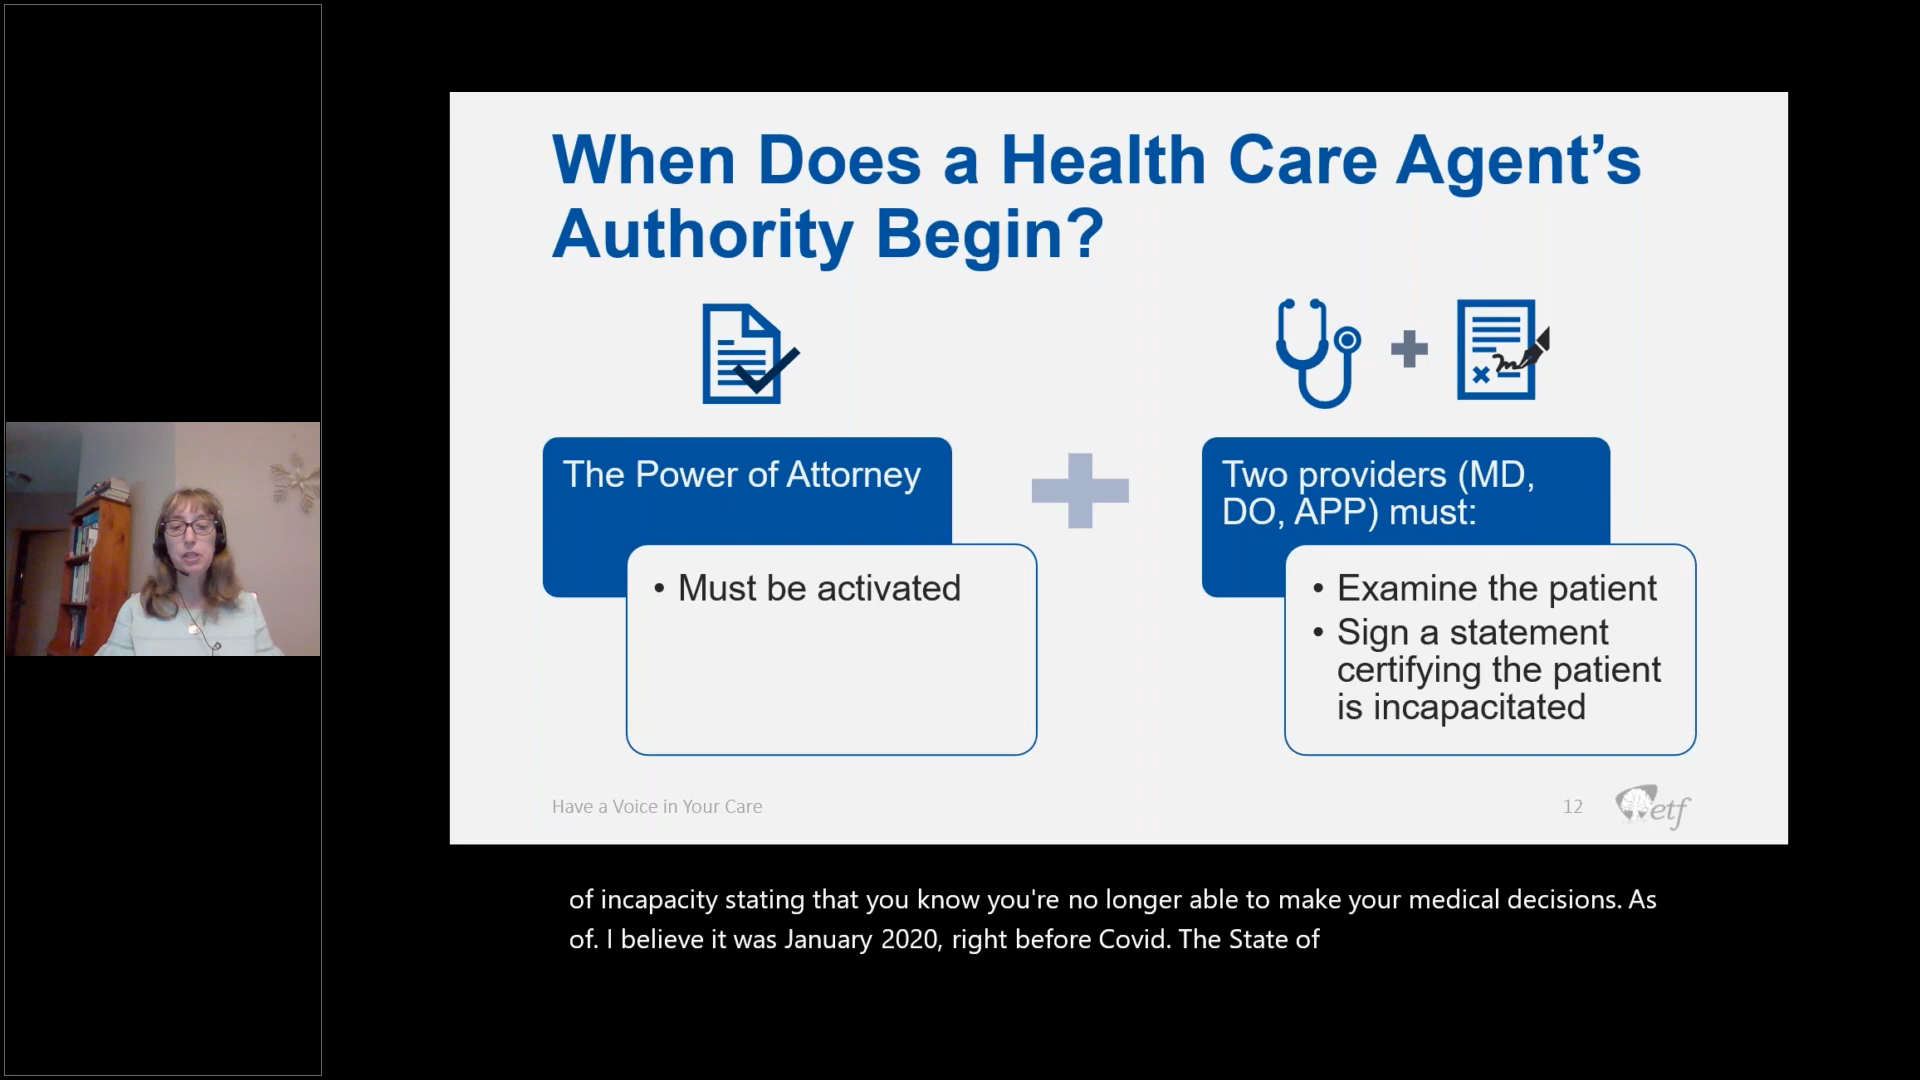 When Does a Health Care Agent’s
Authority Begin?
The Power of Attorney
• Must be activated
Two providers (MD,
DO, APP) must:
• Examine the patient
• Sign a statement
certifying the patient
is incapacitated
Have a Voice in Your Care
12
etf
of incapacity stating that you know you're no longer able to make your medical decisions. As
of. I believe it was January 2020, right before Covid. The State of